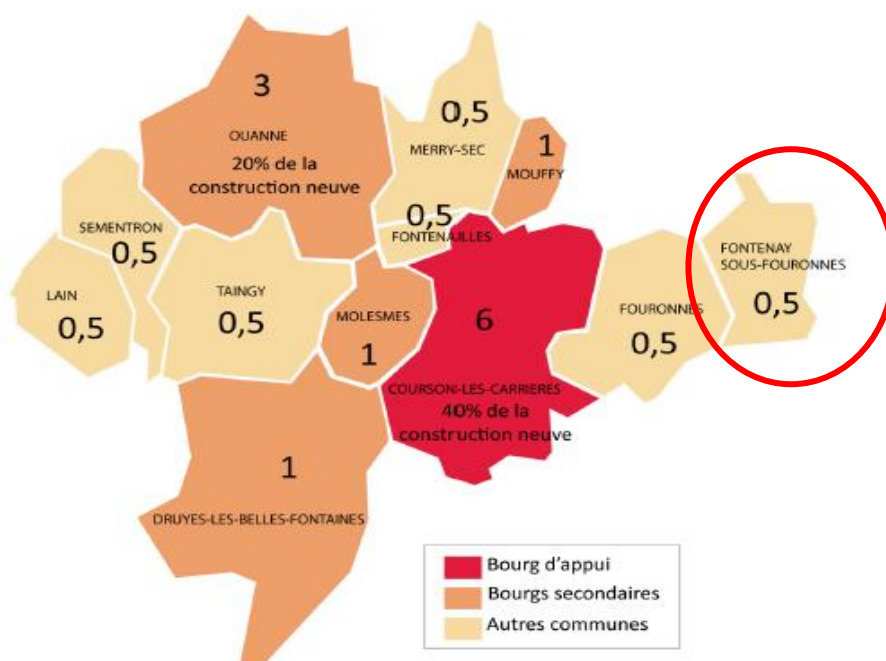 3
OUANNE
20% de la
construction neuve
0,5
MERRY-SEC
1
MOUFFY
0,5
FONTENAILLES
SEMENTRON
0,5
LAIN
0,5
TAINGY
0,5
MOLESMES
1
6
COURSON-LES-CARRIERES
40% de la
construction neuve
FOURONNES
0,5
FONTENAY
SOUS-FOURONNES
0,5
1
DRUYES-LES-BELLES-FONTAINES
Bourg d'appui
Bourgs secondaires
Autres communes